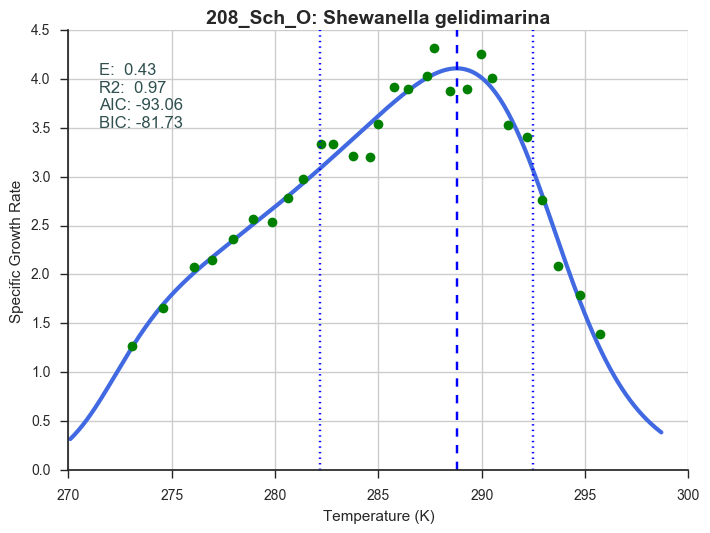 208_Sch_O: Shewanella gelidimarina
E: 0.43
R2: 0.97
AIC: -93.06
BIC: -81.73
Specific Growth Rate
4.5
4.0
3.5
3.0
2.5
2.0
1.5
1.0
0.5
0.0
270 275 280 285 290 295 300
Temperature (K)